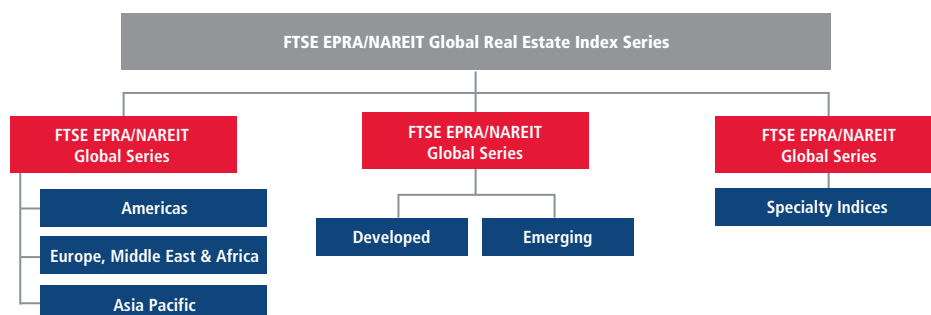 FTSE EPRA/NAREIT Global Real Estate Index Series
FTSE EPRA/NAREIT
Global Series
Americas
Europe, Middle East & Africa
Asia Pacific
FTSE EPRA/NAREIT
Global Series
Developed
Emerging
FTSE EPRA/NAREIT
Global Series
Specialty Indices